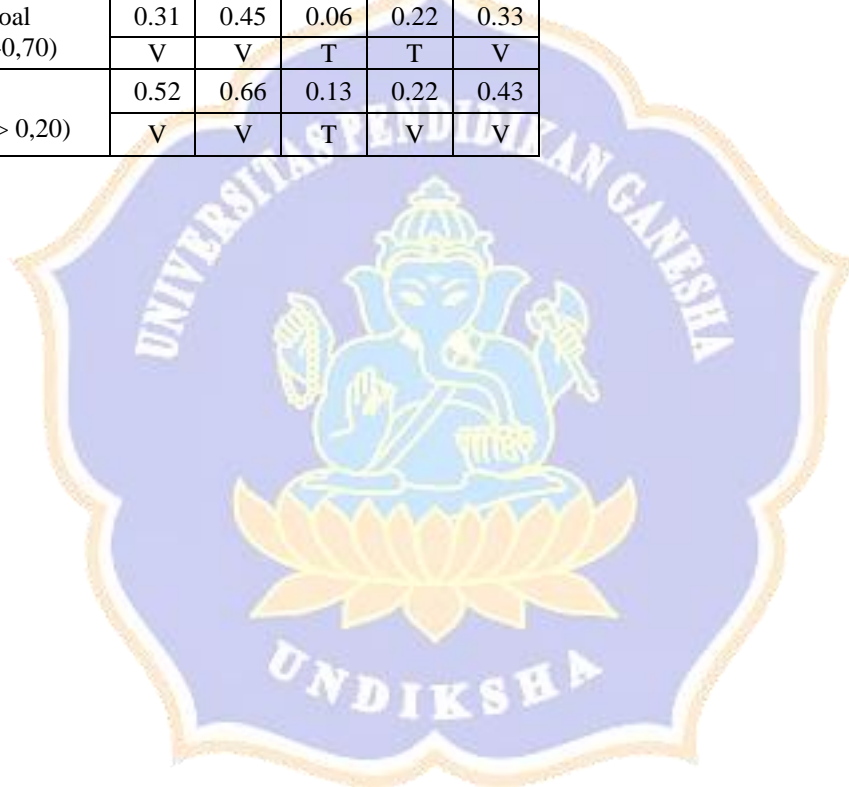 oal 0.31 0.45 0.06 0.22 0.33
0,70) V V T T V
0.52 0.66 0.13 0.22 0.43
> 0,20) V V T V V
UNIVERSITAS PENDIDIKAN GANESHA
UNDIKSHA